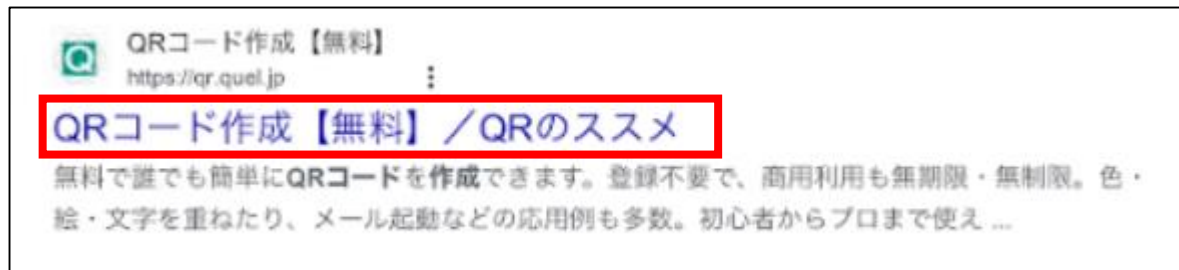 QRコード作成【無料】
https://qr.quel.jp
QRコード作成【無料】／QRのススメ
無料で誰でも簡単にQRコードを作成できます。登録不要で、商用利用も無期限・無制限。色・
絵・文字を重ねたり、メール起動などの応用例も多数。初心者からプロまで使え ...